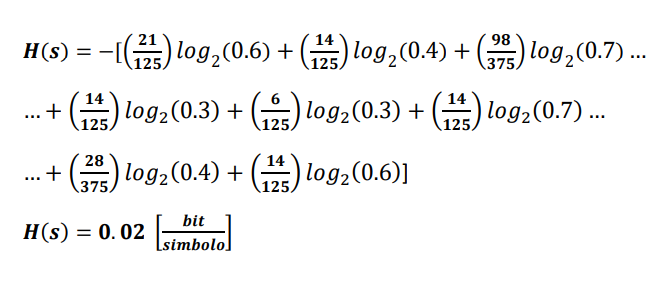 H(s) = −[(21/125) log₂(0.6) + (14/125) log₂(0.4) + (98/375) log₂(0.7) ...
... + (14/125) log₂(0.3) + (6/125) log₂(0.3) + (14/125) log₂(0.7) ...
... + (28/375) log₂(0.4) + (14/125) log₂(0.6)]
H(s) = 0.02 [bit/simbolo]